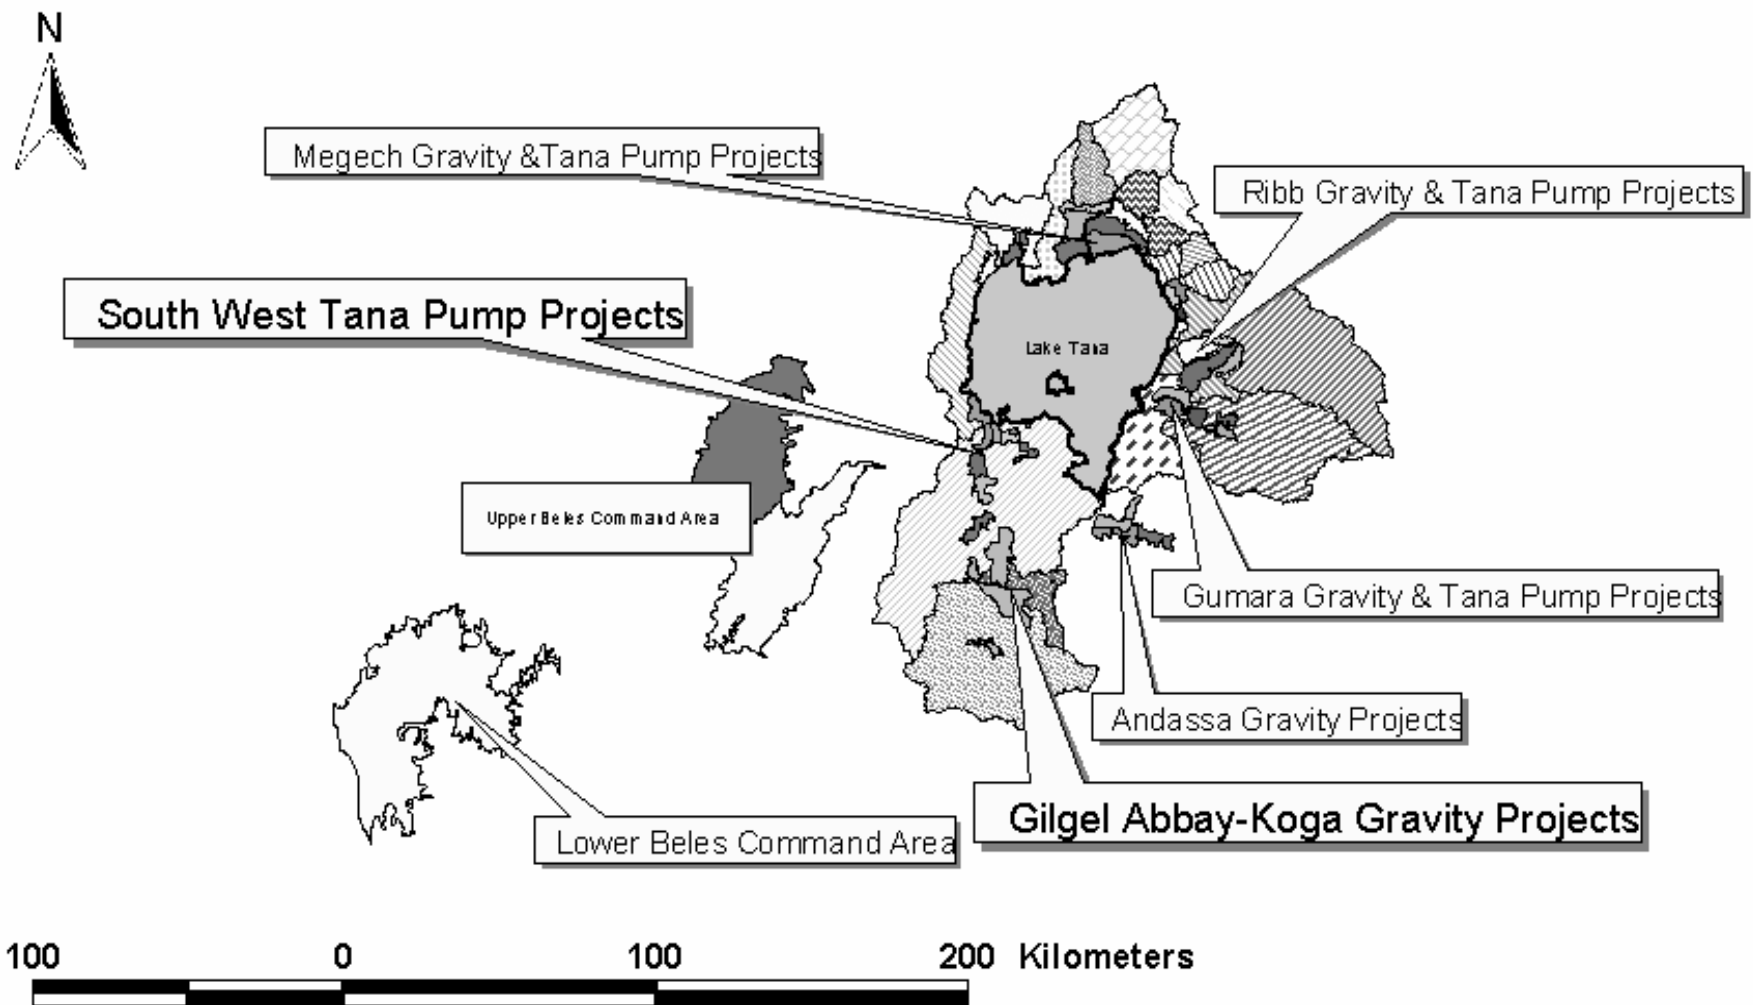 N
Megech Gravity &Tana Pump Projects
Ribb Gravity & Tana Pump Projects
South West Tana Pump Projects
Lake Tana
Upper Beles Command Area
Gumara Gravity & Tana Pump Projects
Andassa Gravity Projects
Gilgel Abbay-Koga Gravity Projects
Lower Beles Command Area
100 0 100 200 Kilometers